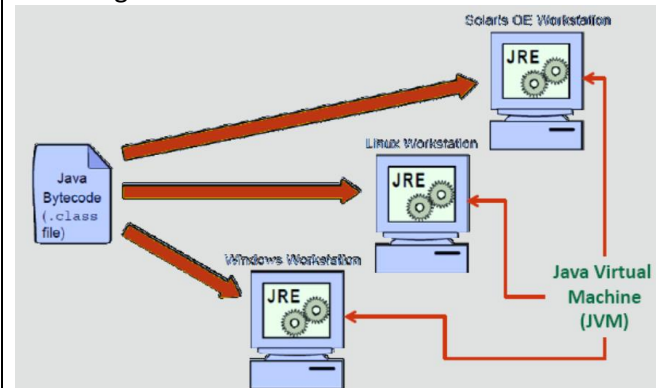 Solaris OE Workstation
JRE
Linux Workstation
JRE
Java
Bytecode
(.class
file)
Windows Workstation
JRE
Java Virtual
Machine
(JVM)